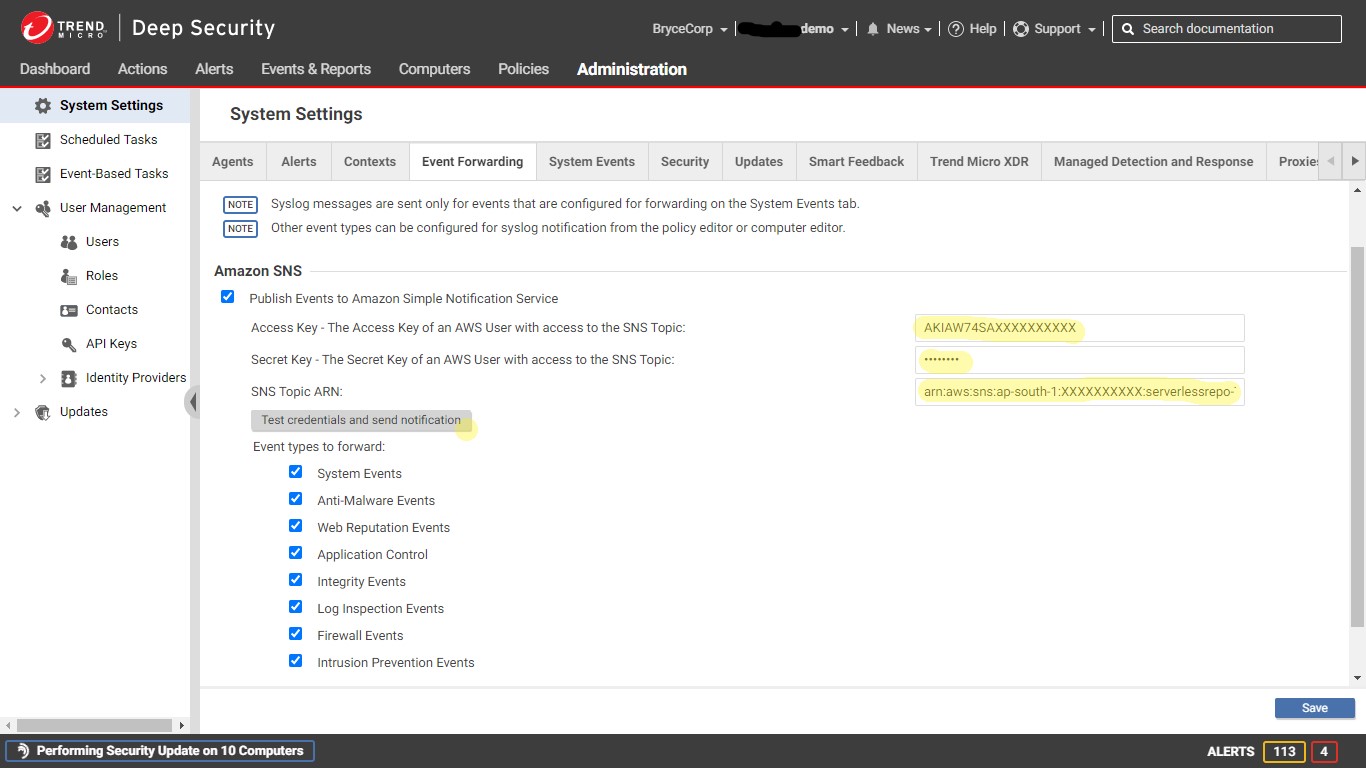 TREND MICRO Deep Security
BryceCorp demo News Help Support Search documentation
Dashboard Actions Alerts Events & Reports Computers Policies Administration
System Settings
Scheduled Tasks
Event-Based Tasks
User Management
Users
Roles
Contacts
API Keys
Identity Providers
Updates
System Settings
Agents Alerts Contexts Event Forwarding System Events Security Updates Smart Feedback Trend Micro XDR Managed Detection and Response Proxies
NOTE Syslog messages are sent only for events that are configured for forwarding on the System Events tab.
NOTE Other event types can be configured for syslog notification from the policy editor or computer editor.
Amazon SNS
Publish Events to Amazon Simple Notification Service
Access Key - The Access Key of an AWS User with access to the SNS Topic: AKIAW74SAXXXXXXXXXX
Secret Key - The Secret Key of an AWS User with access to the SNS Topic: ••••••••
SNS Topic ARN: arn:aws:sns:ap-south-1:XXXXXXXXXX:serverlessrepo-
Test credentials and send notification
Event types to forward:
System Events
Anti-Malware Events
Web Reputation Events
Application Control
Integrity Events
Log Inspection Events
Firewall Events
Intrusion Prevention Events
Save
Performing Security Update on 10 Computers ALERTS 113 4